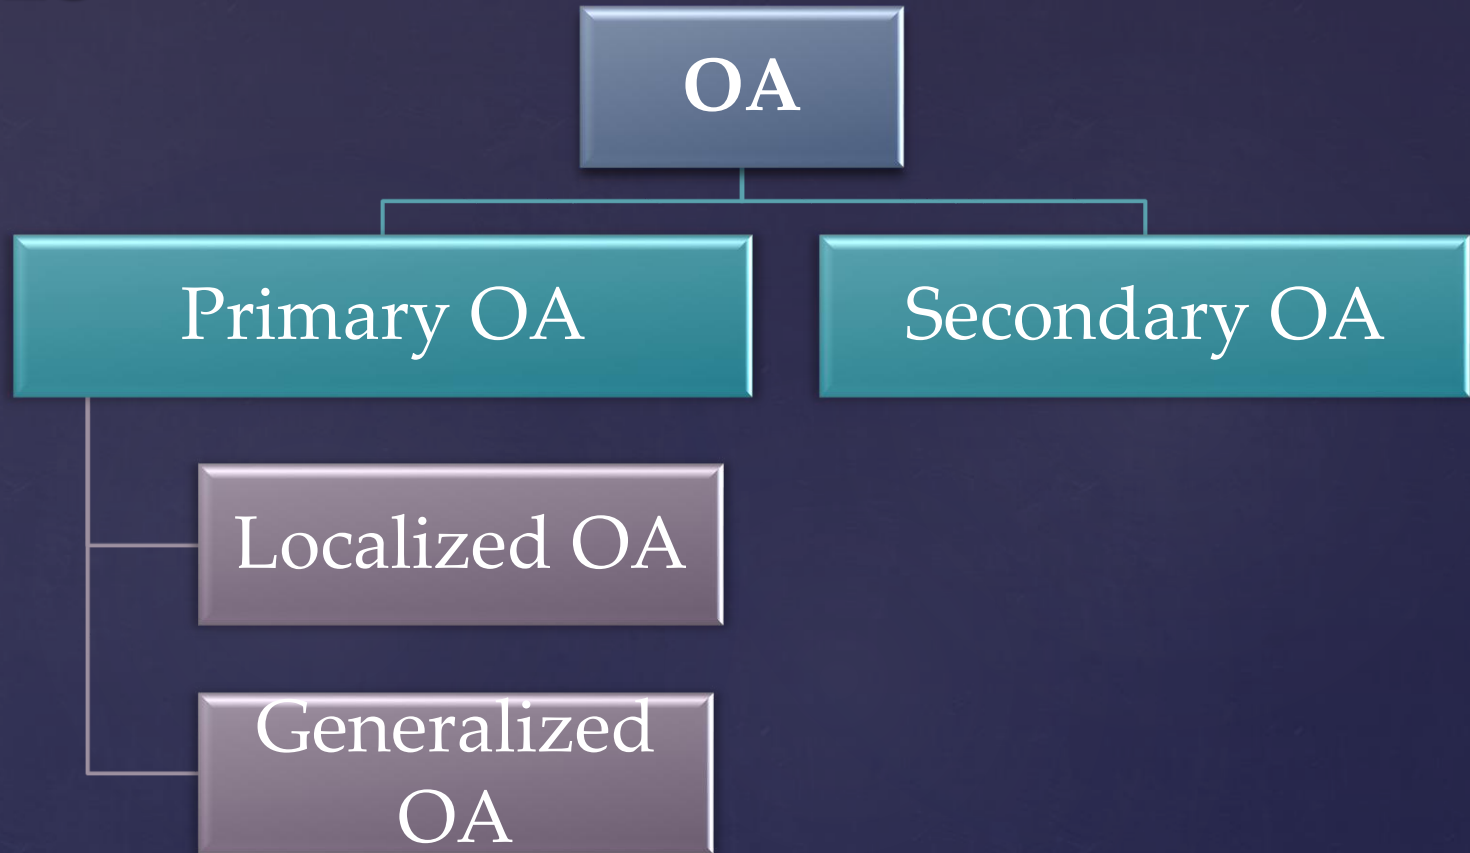 OA
Primary OA
Secondary OA
Localized OA
Generalized
OA